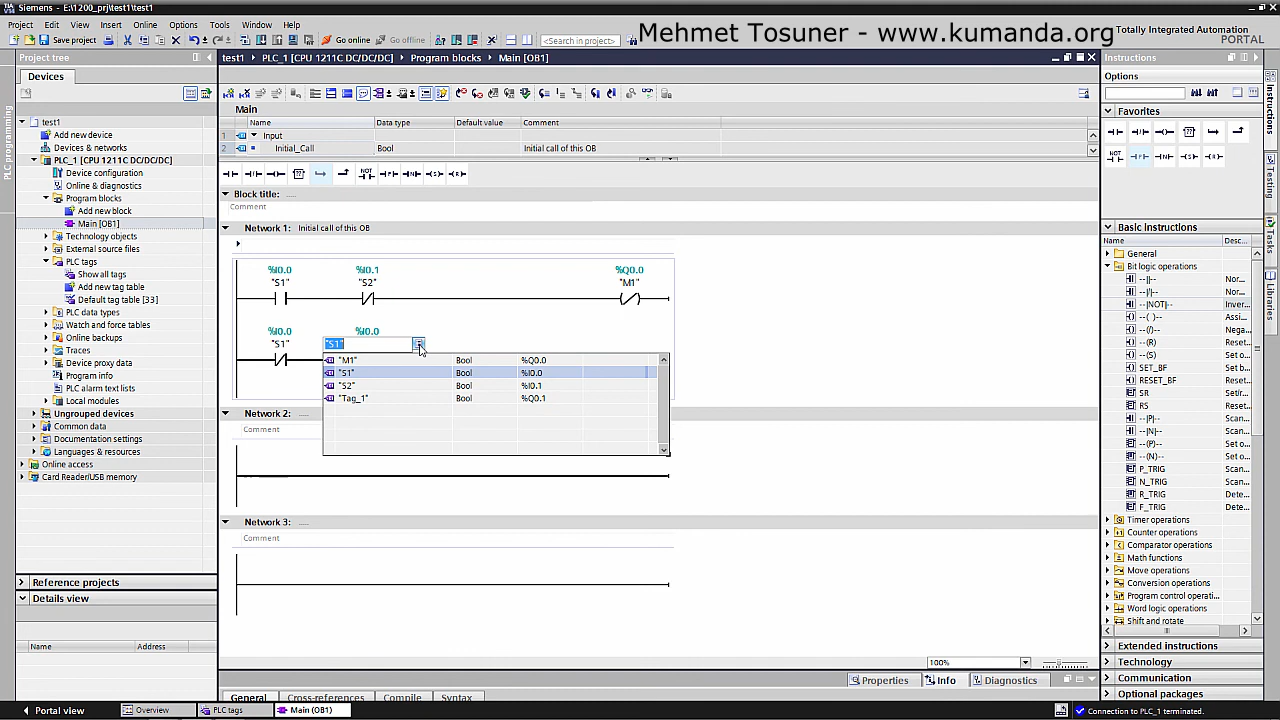 Siemens - E:\1200_prj\test1\test1
Mehmet Tosuner - www.kumanda.org
Project Edit View Insert Online Options Tools Window Help
Totally Integrated Automation
PORTAL
Save project
Go online
Go offline
<Search in project>
Project tree
test1 PLC_1 [CPU 1211C DC/DC/DC] Program blocks Main [OB1]
Instructions
Devices
Options
Main
Favorites
Name Data type Default value Comment
1 Input
2 Initial_Call Bool Initial call of this OB
PLC programming
test1
Add new device
Devices & networks
PLC_1 [CPU 1211C DC/DC/DC]
Device configuration
Online & diagnostics
Program blocks
Add new block
Main [OB1]
Technology objects
External source files
PLC tags
Show all tags
Add new tag table
Default tag table [33]
PLC data types
Watch and force tables
Online backups
Traces
Device proxy data
Program info
PLC alarm text lists
Local modules
Ungrouped devices
Common data
Documentation settings
Languages & resources
Online access
Card Reader/USB memory
Reference projects
Details view
Name Address
Block title: .....
Comment
Network 1: Initial call of this OB
%I0.0 %I0.1 %Q0.0
"S1" "S2" "M1"
%I0.0 %I0.0
"S1" "S1"
"M1" Bool %Q0.0
"S1" Bool %I0.0
"S2" Bool %I0.1
"Tag_1" Bool %Q0.1
Network 2:
Comment
Network 3: .....
Comment
100%
Properties Info Diagnostics
General Cross-references Compile Syntax
Basic instructions
Name Desc...
General
Bit logic operations
--| |-- Nor...
--|/|-- Nor...
--|NOT|-- Inver...
--( )-- Assi...
--(/)-- Nega...
--(R) Reset...
--(S) Set o...
SET_BF Set b...
RESET_BF Reset...
SR Set/r...
RS Reset...
--|P|-- Scan...
--|N|-- Scan...
--(P)-- Set o...
--(N)-- Set o...
P_TRIG Scan...
N_TRIG Scan...
R_TRIG Dete...
F_TRIG Dete...
Timer operations
Counter operations
Comparator operations
Math functions
Move operations
Conversion operations
Program control operati...
Word logic operations
Shift and rotate
Extended instructions
Technology
Communication
Optional packages
Instructions
Testing
Tasks
Libraries
Portal view
Overview
PLC tags
Main (OB1)
Connection to PLC_1 terminated.